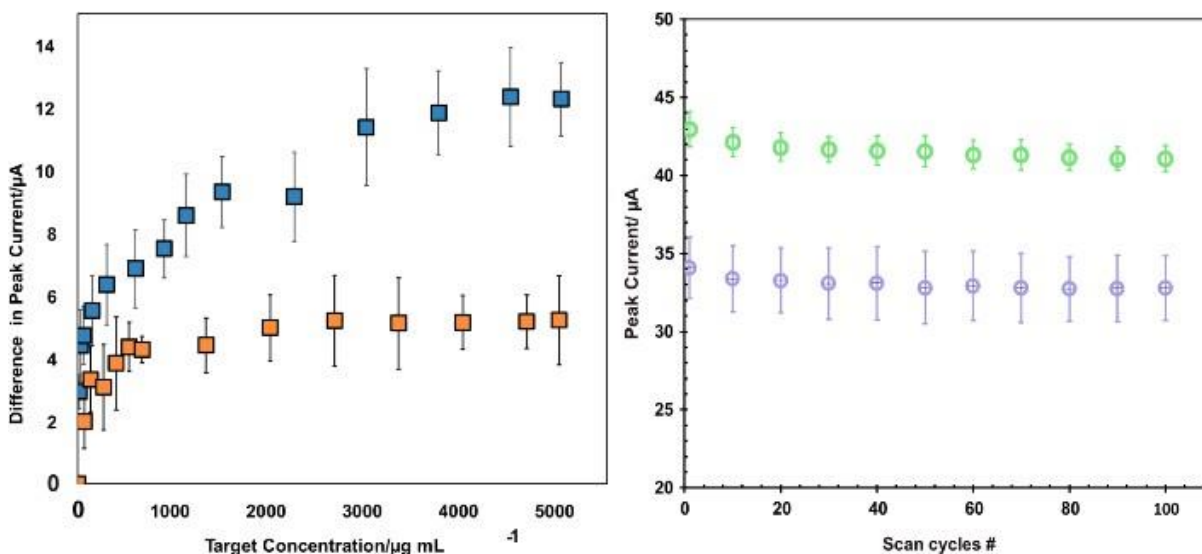 14
12
10
8
6
4
2
0
Difference in Peak Current/µA
0 1000 2000 3000 4000 5000
Target Concentration/µg mL -1
50
45
40
35
30
25
20
Peak Current/ µA
0 20 40 60 80 100
Scan cycles #